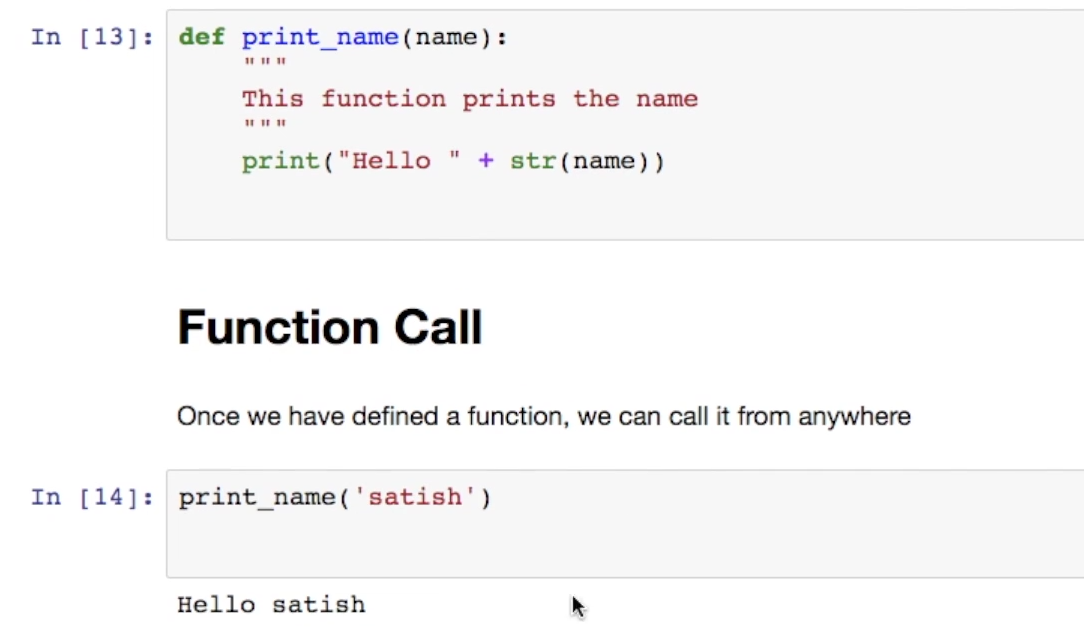 In [13]: def print_name(name):
"""
This function prints the name
"""
print("Hello " + str(name))
Function Call
Once we have defined a function, we can call it from anywhere
In [14]: print_name('satish')
Hello satish